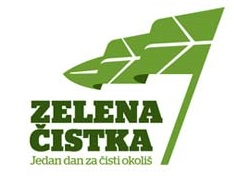 ZELENA
ČISTKA
Jedan dan za čisti okoliš